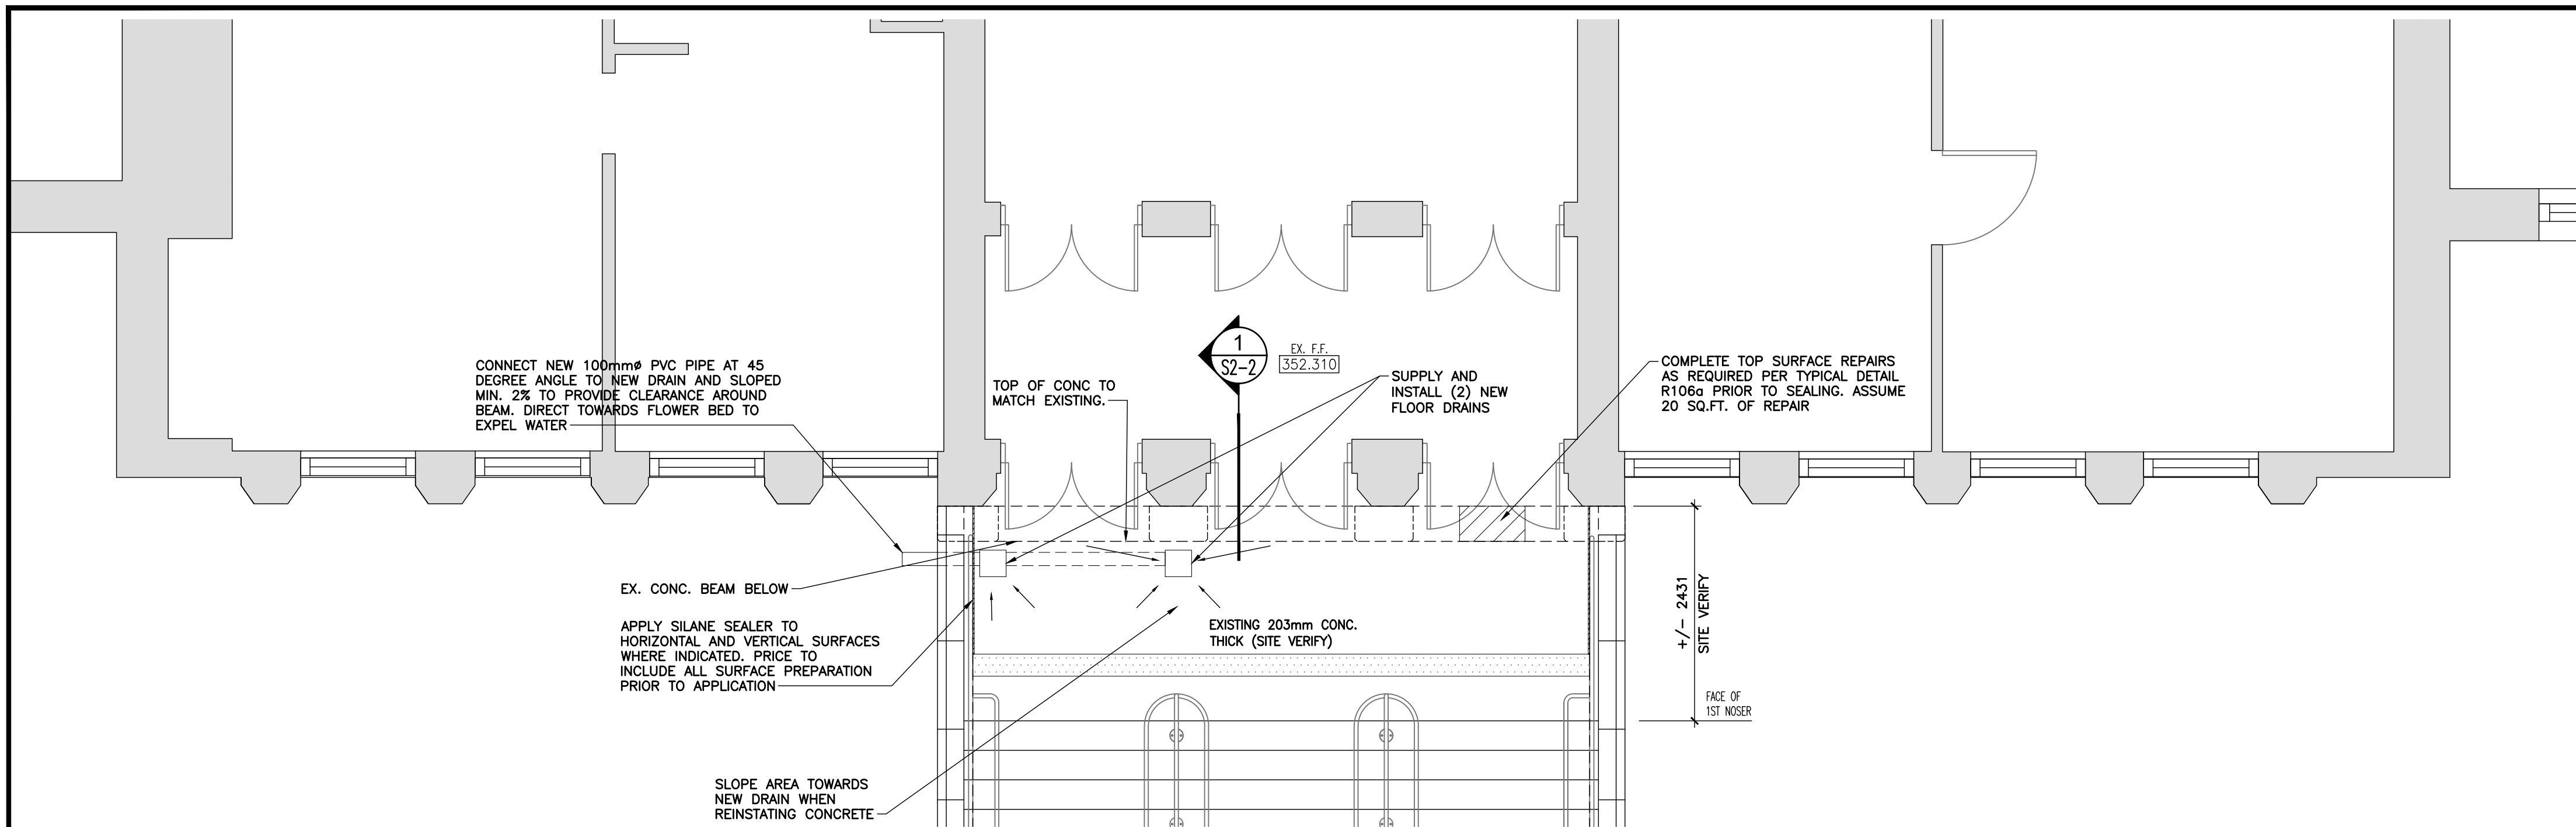 CONNECT NEW 100mmø PVC PIPE AT 45
DEGREE ANGLE TO NEW DRAIN AND SLOPED
MIN. 2% TO PROVIDE CLEARANCE AROUND
BEAM. DIRECT TOWARDS FLOWER BED TO
EXPEL WATER
TOP OF CONC TO
MATCH EXISTING.
1
S2-2
EX. F.F.
352.310
SUPPLY AND
INSTALL (2) NEW
FLOOR DRAINS
COMPLETE TOP SURFACE REPAIRS
AS REQUIRED PER TYPICAL DETAIL
R106a PRIOR TO SEALING. ASSUME
20 SQ.FT. OF REPAIR
EX. CONC. BEAM BELOW
APPLY SILANE SEALER TO
HORIZONTAL AND VERTICAL SURFACES
WHERE INDICATED. PRICE TO
INCLUDE ALL SURFACE PREPARATION
PRIOR TO APPLICATION
EXISTING 203mm CONC.
THICK (SITE VERIFY)
+/- 2431
SITE VERIFY
FACE OF
1ST NOSER
SLOPE AREA TOWARDS
NEW DRAIN WHEN
REINSTATING CONCRETE